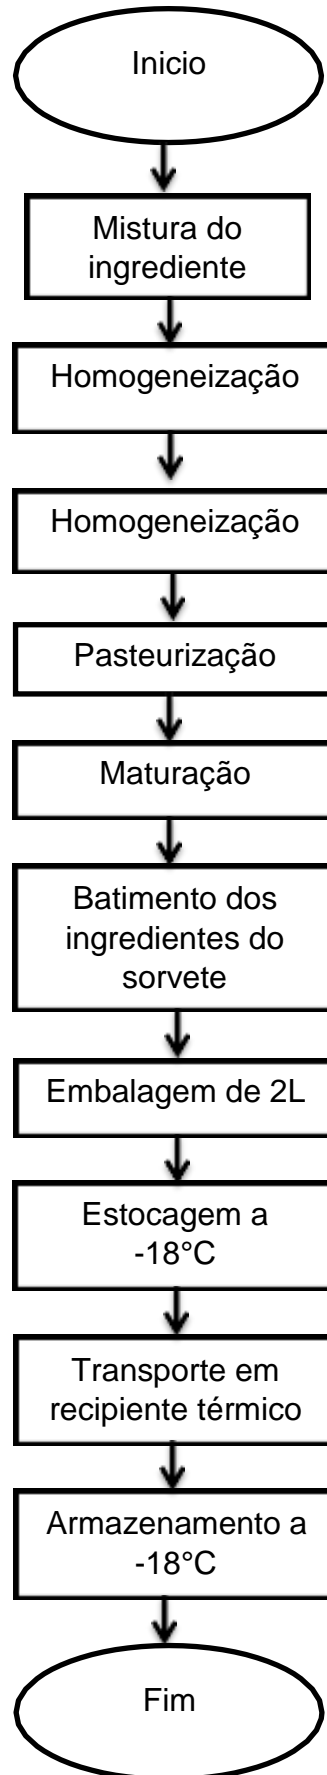 Inicio
Mistura do
ingrediente
Homogeneização
Homogeneização
Pasteurização
Maturação
Batimento dos
ingredientes do
sorvete
Embalagem de 2L
Estocagem a
-18°C
Transporte em
recipiente térmico
Armazenamento a
-18°C
Fim